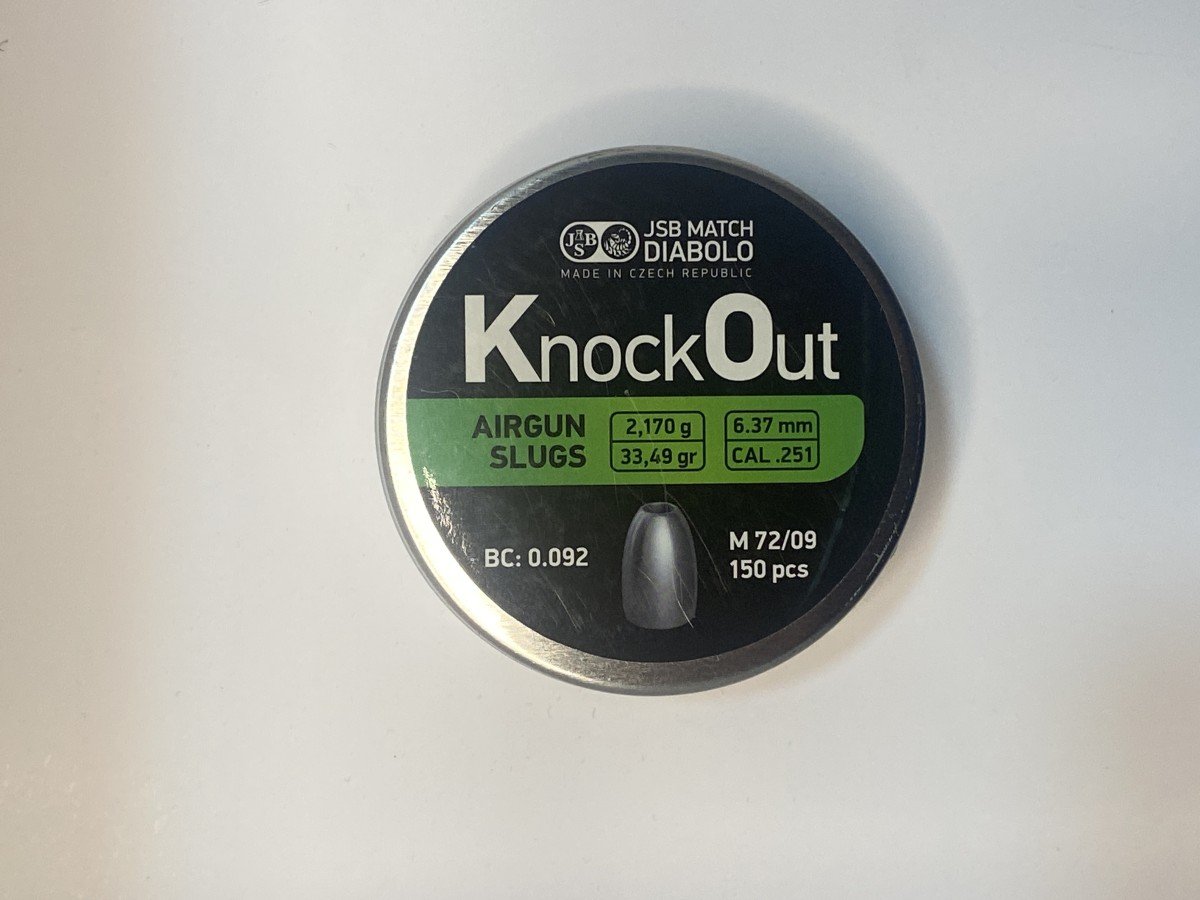 JSB
JSB MATCH
DIABOLO
MADE IN CZECH REPUBLIC
KnockOut
AIRGUN
SLUGS
2,170 g
33,49 gr
6.37 mm
CAL .251
BC: 0.092
M 72/09
150 pcs